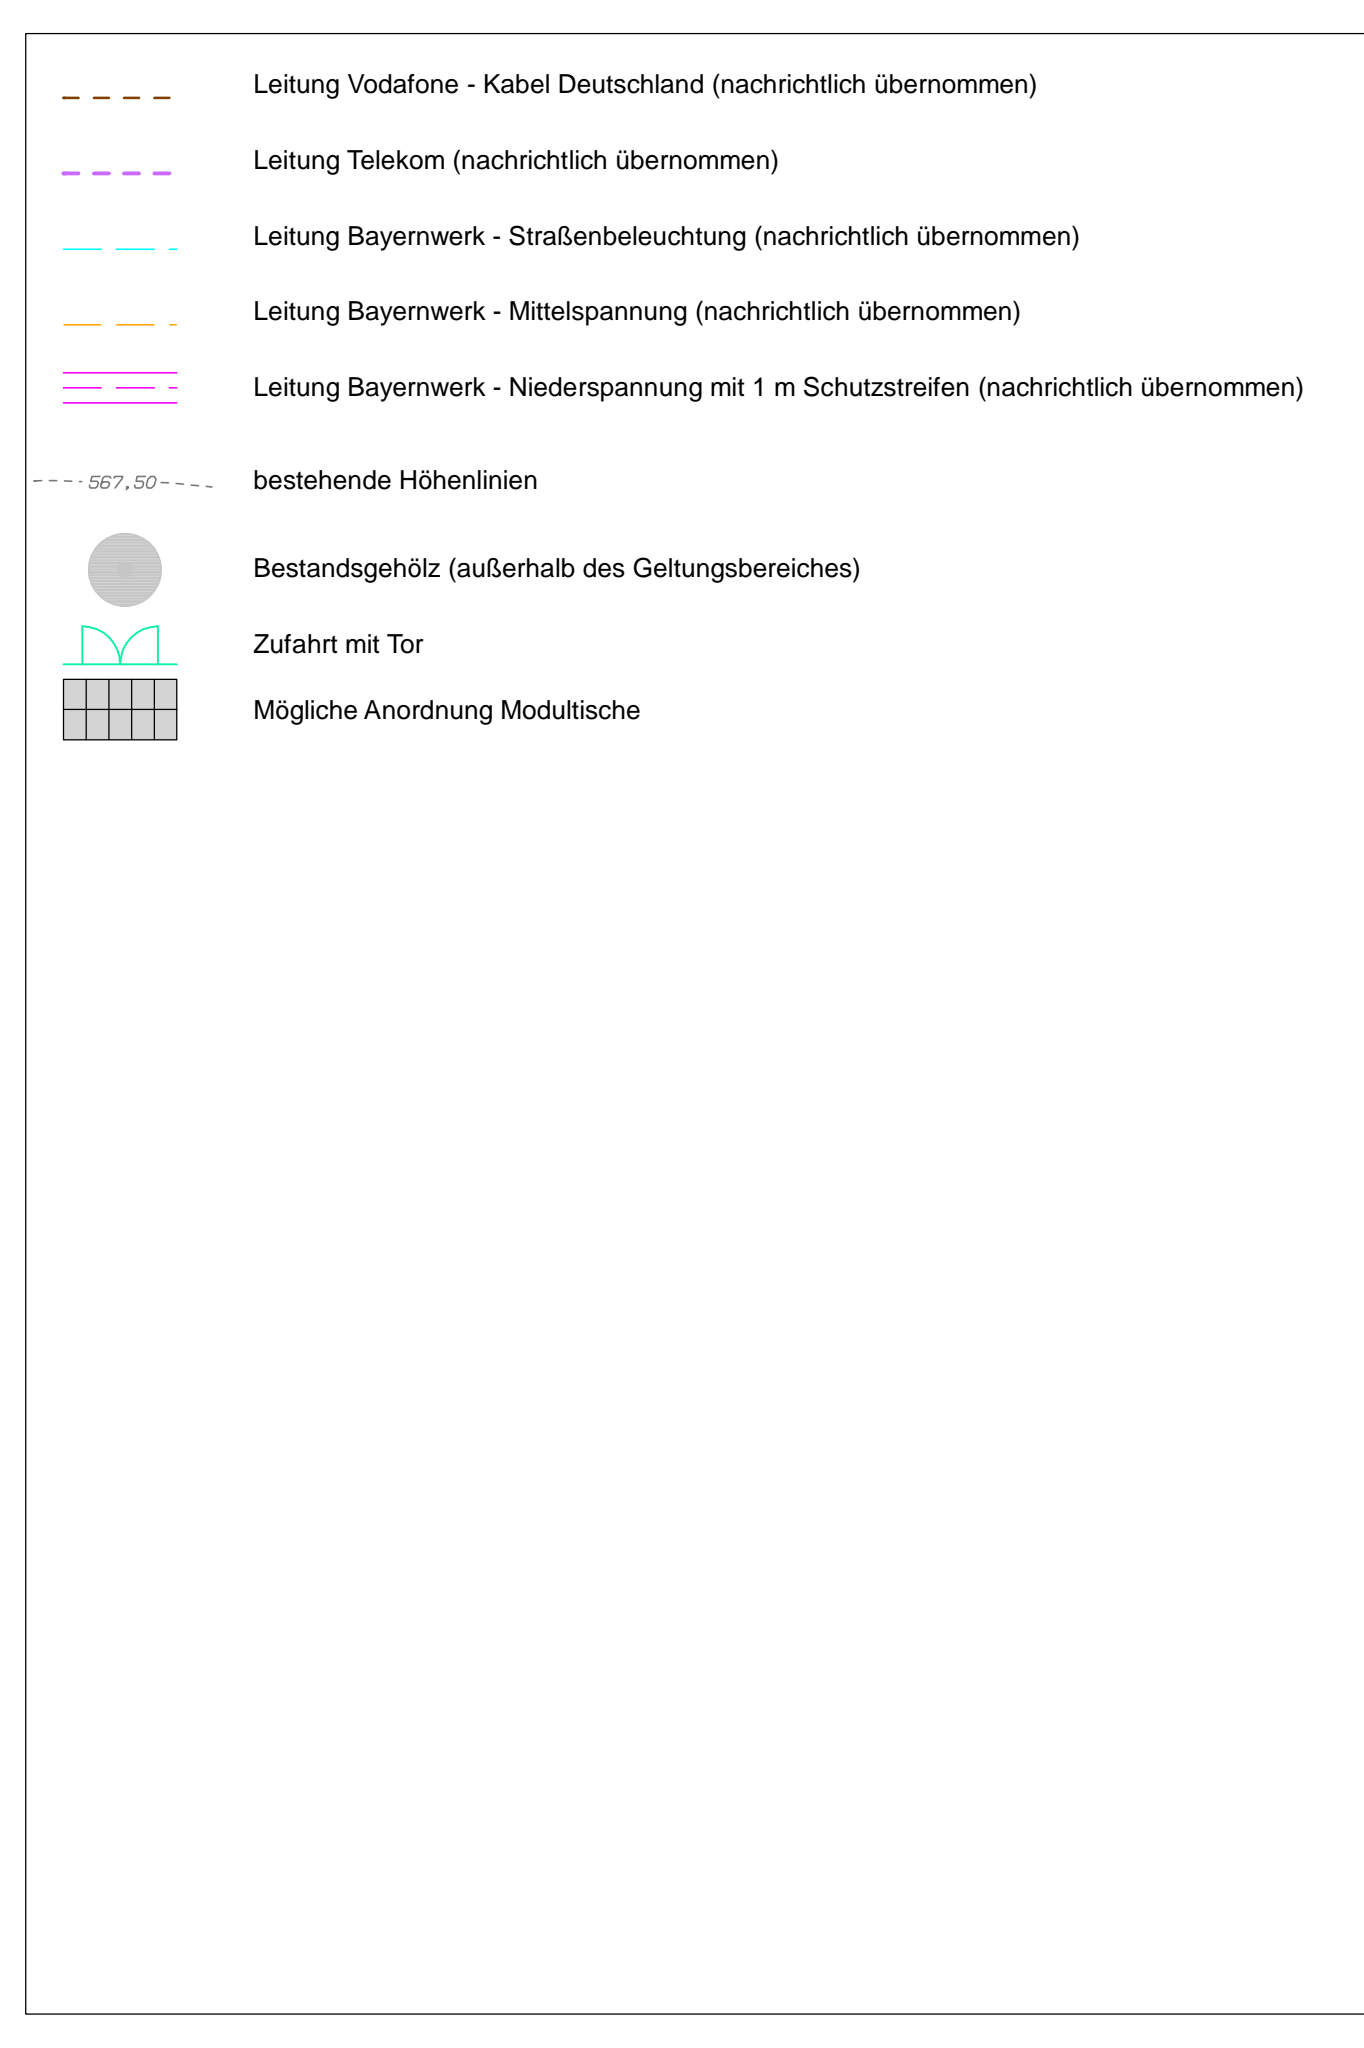 Leitung Vodafone - Kabel Deutschland (nachrichtlich übernommen)
Leitung Telekom (nachrichtlich übernommen)
Leitung Bayernwerk - Straßenbeleuchtung (nachrichtlich übernommen)
Leitung Bayernwerk - Mittelspannung (nachrichtlich übernommen)
Leitung Bayernwerk - Niederspannung mit 1 m Schutzstreifen (nachrichtlich übernommen)
567,50 bestehende Höhenlinien
Bestandsgehölz (außerhalb des Geltungsbereiches)
Zufahrt mit Tor
Mögliche Anordnung Modultische